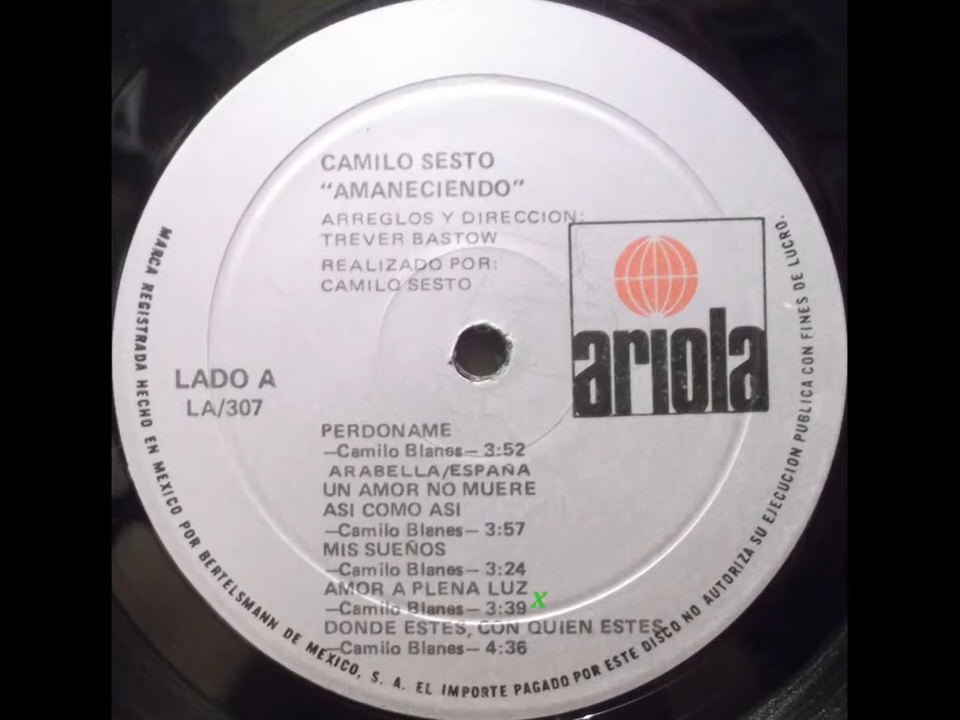 CAMILO SESTO
"AMANECIENDO"
ARREGLOS Y DIRECCION:
TREVER BASTOW
REALIZADO POR:
CAMILO SESTO
ariola
LADO A
LA/307
PERDONAME
—Camilo Blanes— 3:52
ARABELLA/ESPAÑA
UN AMOR NO MUERE
ASI COMO ASI
—Camilo Blanes— 3:57
MIS SUEÑOS
—Camilo Blanes— 3:24
AMOR A PLENA LUZ
—Camilo Blanes— 3:39 x
DONDE ESTES, CON QUIEN ESTES
—Camilo Blanes— 4:36
MARCA REGISTRADA HECHO EN MEXICO POR BERTELSMANN DE MEXICO, S. A. EL IMPORTE PAGADO POR ESTE DISCO NO AUTORIZA SU EJECUCION PUBLICA CON FINES DE LUCRO.